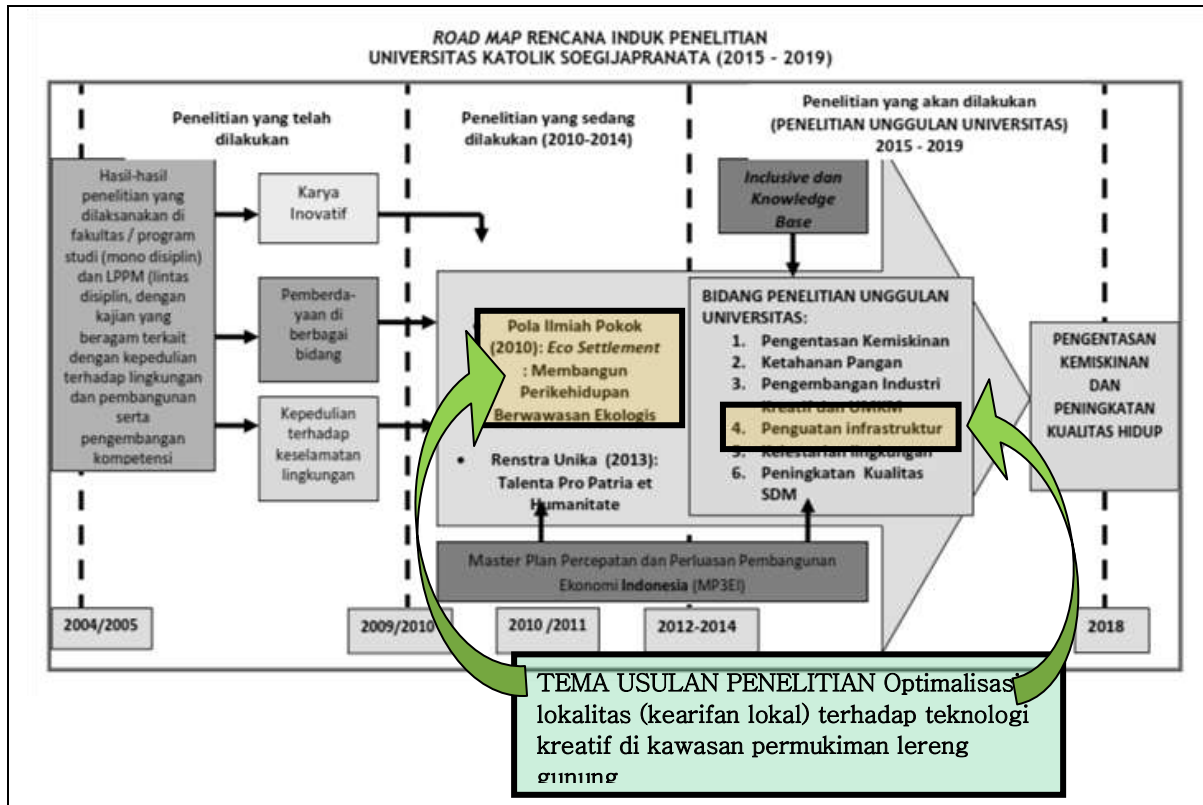 ROAD MAP RENCANA INDUK PENELITIAN
UNIVERSITAS KATOLIK SOEGIJAPRANATA (2015 - 2019)
Penelitian yang telah
dilakukan
Penelitian yang sedang
dilakukan (2010-2014)
Penelitian yang akan dilakukan
(PENELITIAN UNGGULAN UNIVERSITAS)
2015 - 2019
Hasil-hasil
penelitian yang
dilaksanakan di
fakultas / program
studi (mono disiplin)
dan LPPM (lintas
disiplin, dengan
kajian yang
beragam terkait
dengan kepedulian
terhadap lingkungan
dan pembangunan
serta
pengembangan
kompetensi
Karya
Inovatif
Pemberda-
yaan di
berbagai
bidang
Kepedulian
terhadap
keselamatan
lingkungan
Pola Ilmiah Pokok
(2010): Eco Settlement
: Membangun
Perikehidupan
Berwawasan Ekologis
• Renstra Unika (2013):
Talenta Pro Patria et
Humanitate
Inclusive dan
Knowledge
Base
BIDANG PENELITIAN UNGGULAN
UNIVERSITAS:
1. Pengentasan Kemiskinan
2. Ketahanan Pangan
3. Pengembangan Industri
Kreatif dan UMKM
4. Penguatan infrastruktur
5. Kelestarian lingkungan
6. Peningkatan Kualitas
SDM
PENGENTASAN
KEMISKINAN
DAN
PENINGKATAN
KUALITAS HIDUP
Master Plan Percepatan dan Perluasan Pembangunan
Ekonomi Indonesia (MP3EI)
2004/2005
2009/2010
2010 /2011
2012-2014
2018
TEMA USULAN PENELITIAN Optimalisasi
lokalitas (kearifan lokal) terhadap teknologi
kreatif di kawasan permukiman lereng
gunung